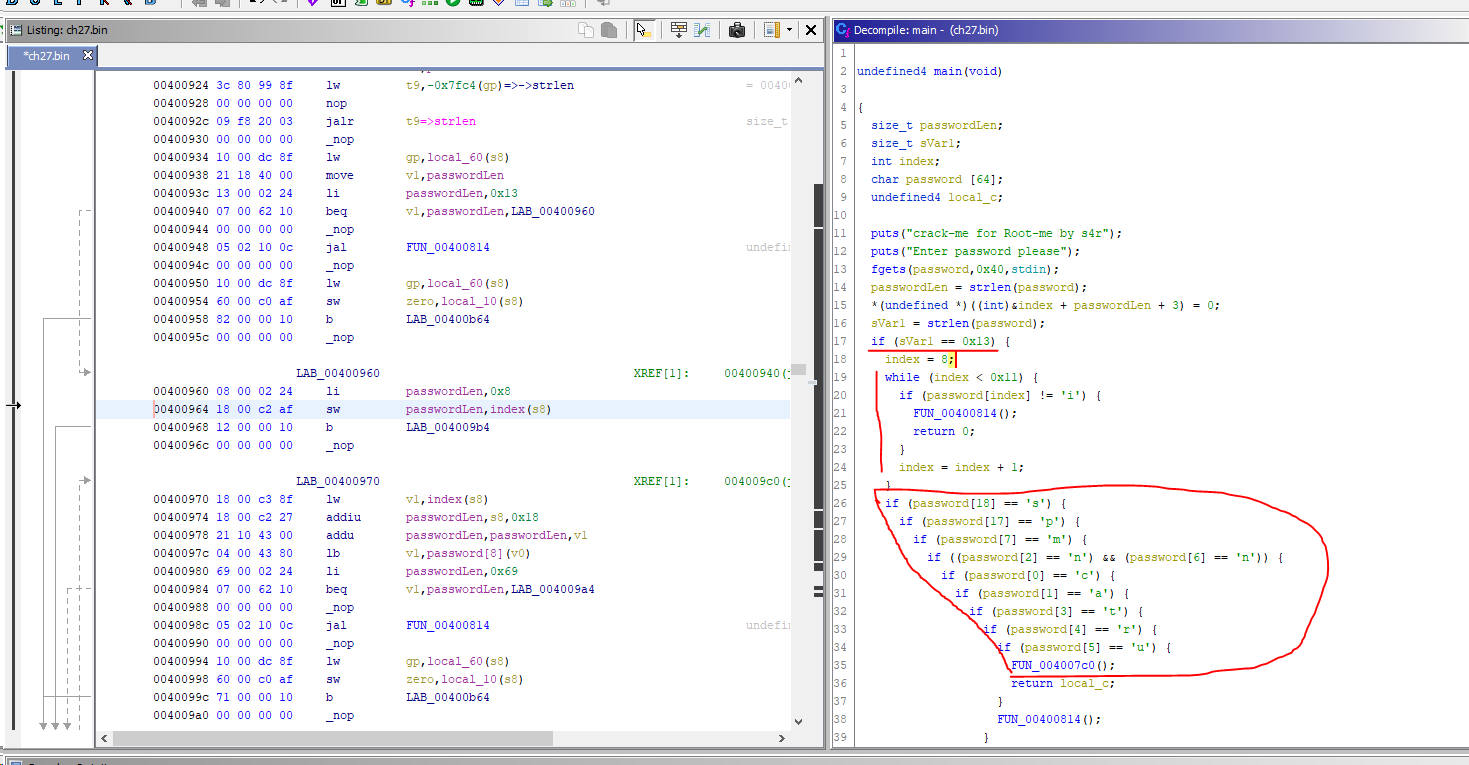 Listing: ch27.bin
*ch27.bin
00400924 3c 80 99 8f lw t9,-0x7fc4(gp)=>->strlen = 0040
00400928 00 00 00 00 nop
0040092c 09 f8 20 03 jalr t9=>strlen size_t
00400930 00 00 00 00 _nop
00400934 10 00 dc 8f lw gp,local_60(s8)
00400938 21 18 40 00 move v1,passwordLen
0040093c 13 00 02 24 li passwordLen,0x13
00400940 07 00 62 10 beq v1,passwordLen,LAB_00400960
00400944 00 00 00 00 _nop
00400948 05 02 10 0c jal FUN_00400814 undefin
0040094c 00 00 00 00 _nop
00400950 10 00 dc 8f lw gp,local_60(s8)
00400954 60 00 c0 af sw zero,local_10(s8)
00400958 82 00 00 10 b LAB_00400b64
0040095c 00 00 00 00 _nop
LAB_00400960 XREF[1]: 00400940(j
00400960 08 00 02 24 li passwordLen,0x8
00400964 18 00 c2 af sw passwordLen,index(s8)
00400968 12 00 00 10 b LAB_004009b4
0040096c 00 00 00 00 _nop
LAB_00400970 XREF[1]: 004009c0(j
00400970 18 00 c3 8f lw v1,index(s8)
00400974 18 00 c2 27 addiu passwordLen,s8,0x18
00400978 21 10 43 00 addu passwordLen,passwordLen,v1
0040097c 04 00 43 80 lb v1,password[8](v0)
00400980 69 00 02 24 li passwordLen,0x69
00400984 07 00 62 10 beq v1,passwordLen,LAB_004009a4
00400988 00 00 00 00 _nop
0040098c 05 02 10 0c jal FUN_00400814 undefin
00400990 00 00 00 00 _nop
00400994 10 00 dc 8f lw gp,local_60(s8)
00400998 60 00 c0 af sw zero,local_10(s8)
0040099c 71 00 00 10 b LAB_00400b64
004009a0 00 00 00 00 _nop
Decompile: main - (ch27.bin)
1
2 undefined4 main(void)
3
4 {
5 size_t passwordLen;
6 size_t sVar1;
7 int index;
8 char password [64];
9 undefined4 local_c;
10
11 puts("crack-me for Root-me by s4r");
12 puts("Enter password please");
13 fgets(password,0x40,stdin);
14 passwordLen = strlen(password);
15 *(undefined *)((int)&index + passwordLen + 3) = 0;
16 sVar1 = strlen(password);
17 if (sVar1 == 0x13) {
18 index = 8;
19 while (index < 0x11) {
20 if (password[index] != 'i') {
21 FUN_00400814();
22 return 0;
23 }
24 index = index + 1;
25 }
26 if (password[18] == 's') {
27 if (password[17] == 'p') {
28 if (password[7] == 'm') {
29 if ((password[2] == 'n') && (password[6] == 'n')) {
30 if (password[0] == 'c') {
31 if (password[1] == 'a') {
32 if (password[3] == 't') {
33 if (password[4] == 'r') {
34 if (password[5] == 'u') {
35 FUN_004007c0();
36 return local_c;
37 }
38 FUN_00400814();
39 }